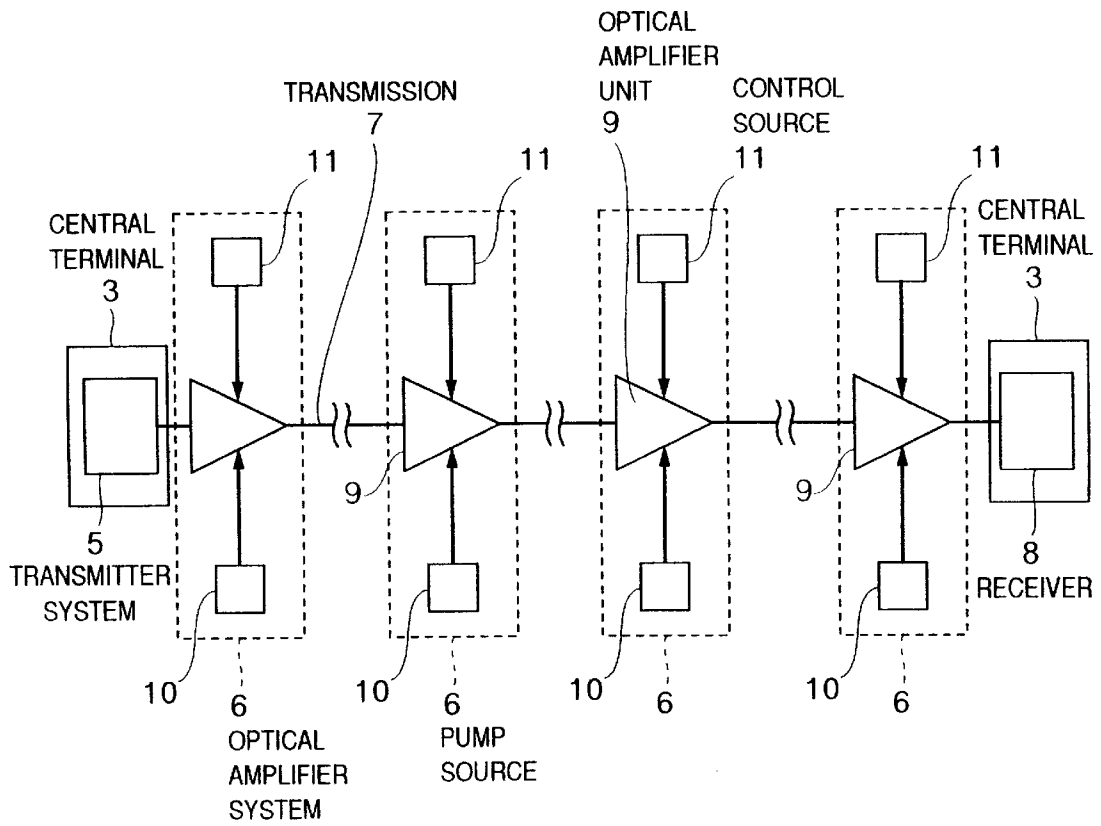 OPTICAL
AMPLIFIER
UNIT
9
TRANSMISSION
7
CONTROL
SOURCE
11
11
11
11
CENTRAL
TERMINAL
3
CENTRAL
TERMINAL
3
9
9
5
TRANSMITTER
SYSTEM
8
RECEIVER
10
10
10
10
6
OPTICAL
AMPLIFIER
SYSTEM
6
PUMP
SOURCE
6
6